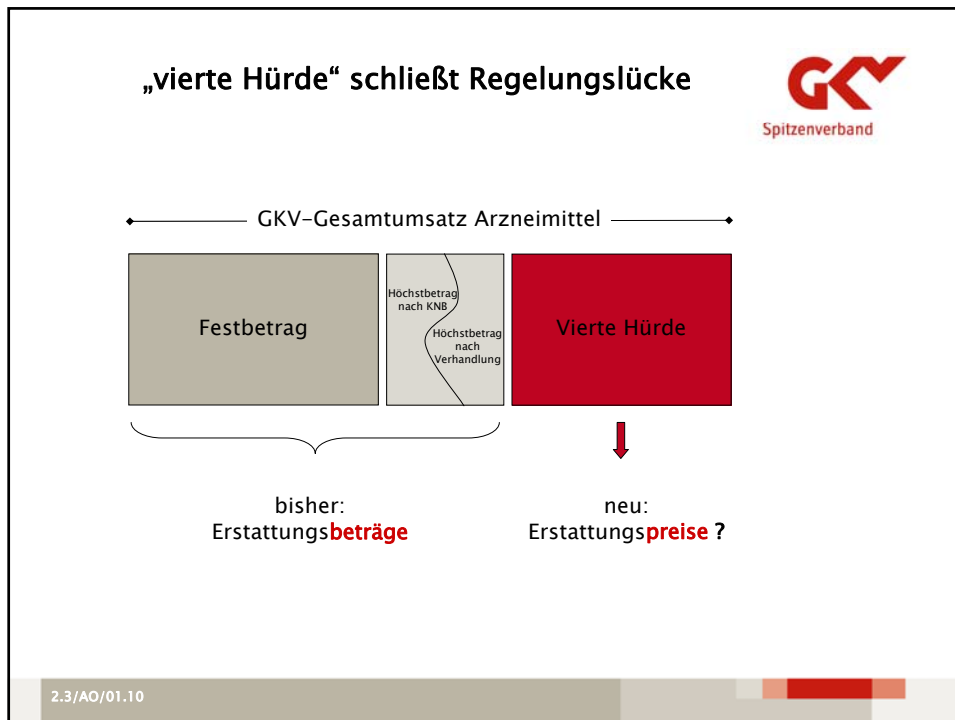 „vierte Hürde“ schließt Regelungslücke
GKV
Spitzenverband
GKV-Gesamtumsatz Arzneimittel
Festbetrag
Höchstbetrag
nach KNB
Höchstbetrag
nach
Verhandlung
Vierte Hürde
bisher:
Erstattungsbeträge
neu:
Erstattungspreise ?
2.3/AO/01.10